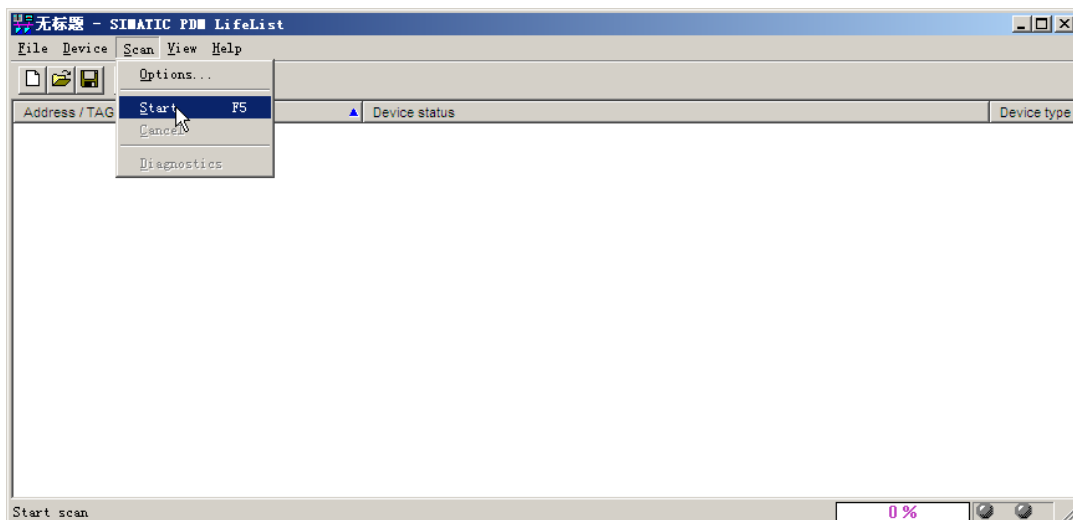 无标题 - SIMATIC PDM LifeList
File Device Scan View Help
Options...
Start F5
Cancel
Diagnostics
Address / TAG Device status Device type
Start scan 0 %